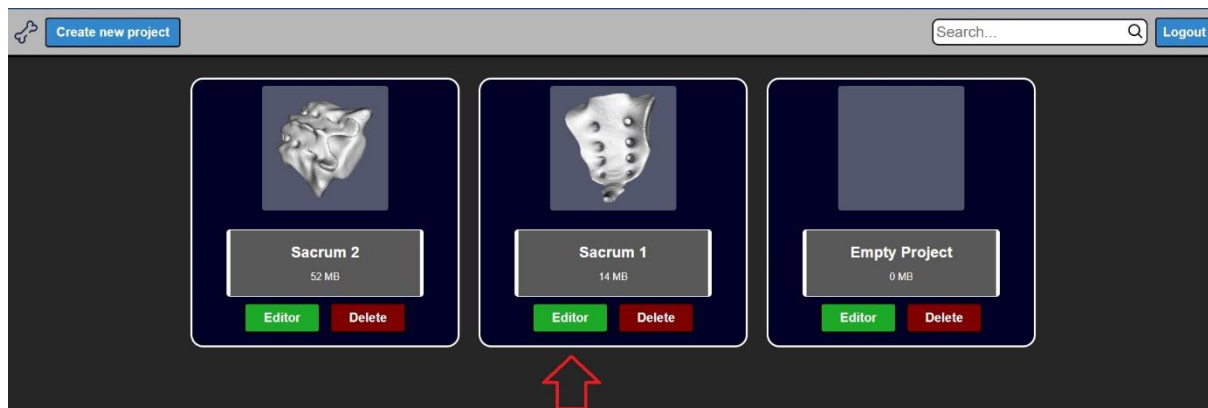 Create new project
Search...
Logout
Sacrum 2
52 MB
Editor
Delete
Sacrum 1
14 MB
Editor
Delete
Empty Project
0 MB
Editor
Delete